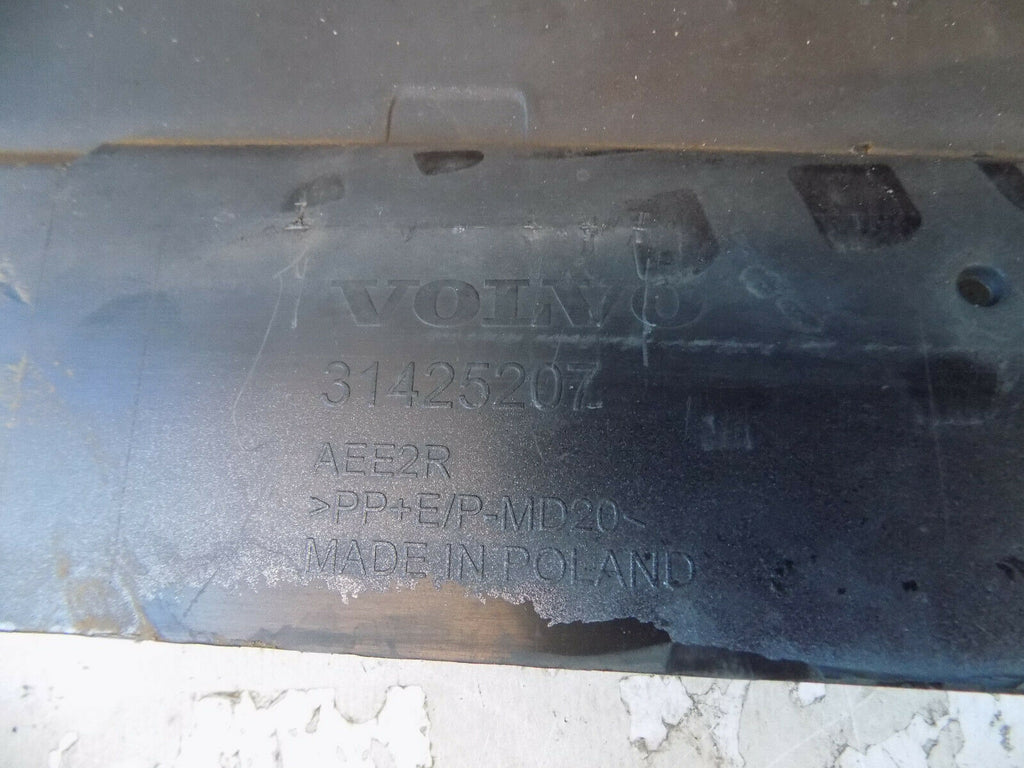 VOLVO
31425207
AEE2R
>PP+E/P-MD20<
MADE IN POLAND